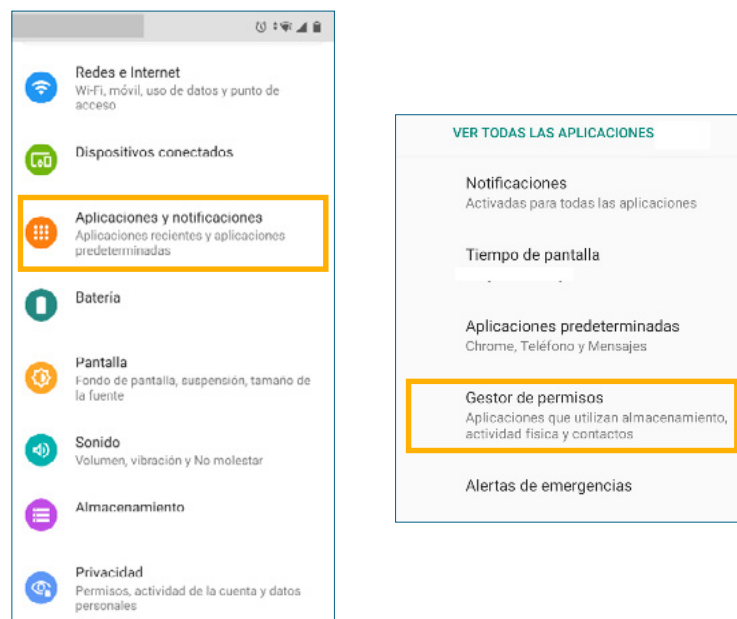 Redes e Internet
Wi-Fi, móvil, uso de datos y punto de
acceso
Dispositivos conectados
Aplicaciones y notificaciones
Aplicaciones recientes y aplicaciones
predeterminadas
Batería
Pantalla
Fondo de pantalla, suspensión, tamaño de
la fuente
Sonido
Volumen, vibración y No molestar
Almacenamiento
Privacidad
Permisos, actividad de la cuenta y datos
personales
VER TODAS LAS APLICACIONES
Notificaciones
Activadas para todas las aplicaciones
Tiempo de pantalla
Aplicaciones predeterminadas
Chrome, Teléfono y Mensajes
Gestor de permisos
Aplicaciones que utilizan almacenamiento,
actividad física y contactos
Alertas de emergencias